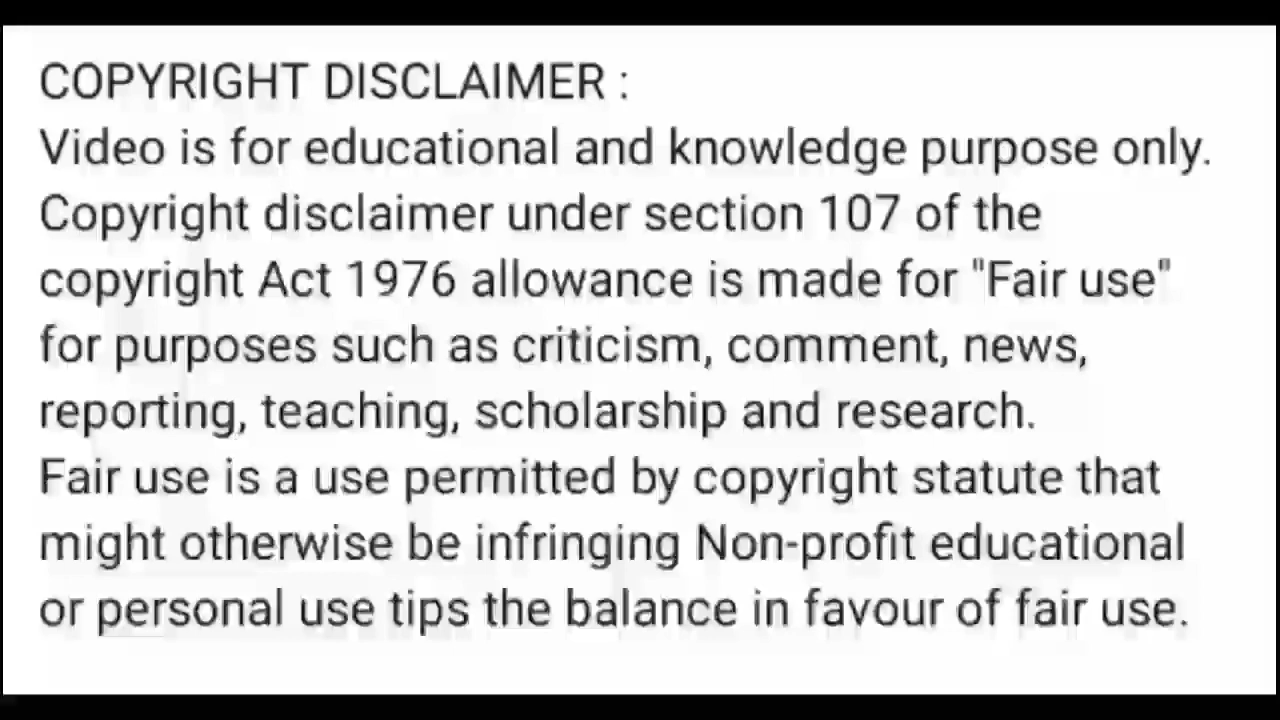 COPYRIGHT DISCLAIMER :
Video is for educational and knowledge purpose only.
Copyright disclaimer under section 107 of the
copyright Act 1976 allowance is made for "Fair use"
for purposes such as criticism, comment, news,
reporting, teaching, scholarship and research.
Fair use is a use permitted by copyright statute that
might otherwise be infringing Non-profit educational
or personal use tips the balance in favour of fair use.